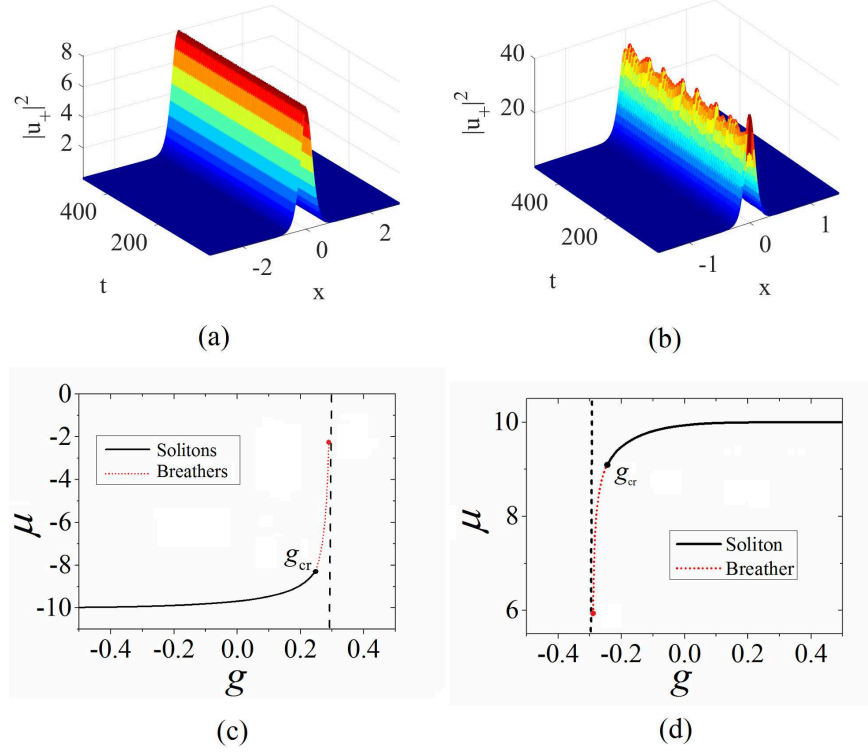 8
6
4
2
|u₊|²
400
200
t
-2
0
2
x
(a)
40
20
|u₊|²
400
200
t
-1
0
1
x
(b)
0
-2
-4
-6
-8
-10
μ
Solitons
Breathers
g_cr
-0.4 -0.2 0.0 0.2 0.4
g
(c)
10
8
6
μ
g_cr
Soliton
Breather
-0.4 -0.2 0.0 0.2 0.4
g
(d)